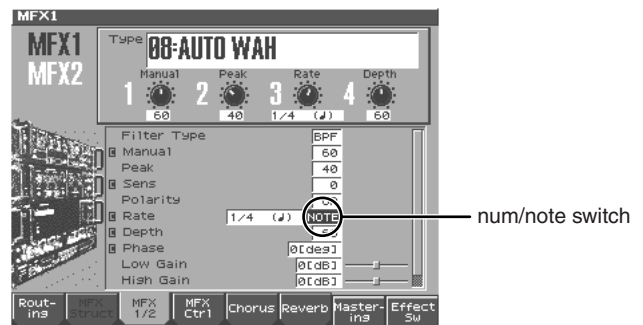 MFX1
MFX1
MFX2
Type 08:AUTO WAH
Manual Peak Rate Depth
1 2 3 4
60 40 1/4 (♩) 60
Filter Type BPF
Manual 60
Peak 40
Sens 0
Polarity
Rate 1/4 (♩) NOTE
num/note switch
Depth
Phase 0[deg]
Low Gain 0[dB]
High Gain 0[dB]
Rout-ing MFX Struct MFX 1/2 MFX Ctrl Chorus Reverb Master-ing Effect Sw